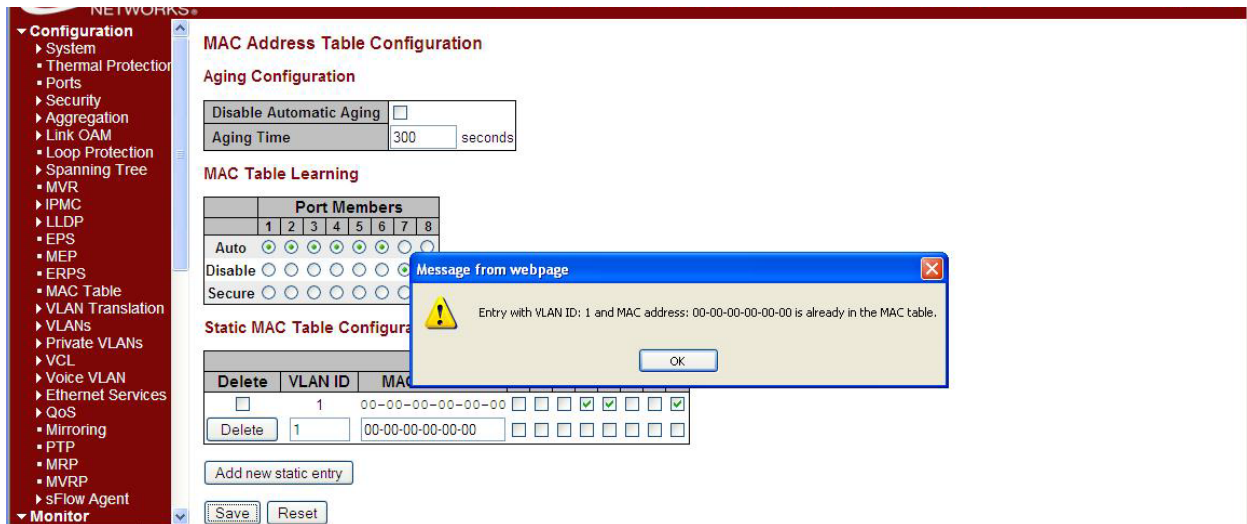 NETWORKS®
Configuration
System
Thermal Protection
Ports
Security
Aggregation
Link OAM
Loop Protection
Spanning Tree
MVR
IPMC
LLDP
EPS
MEP
ERPS
MAC Table
VLAN Translation
VLANs
Private VLANs
VCL
Voice VLAN
Ethernet Services
QoS
Mirroring
PTP
MRP
MVRP
sFlow Agent
Monitor
MAC Address Table Configuration
Aging Configuration
Disable Automatic Aging
Aging Time 300 seconds
MAC Table Learning
Port Members
1 2 3 4 5 6 7 8
Auto
Disable
Secure
Message from webpage
Entry with VLAN ID: 1 and MAC address: 00-00-00-00-00-00 is already in the MAC table.
OK
Static MAC Table Configura
Delete VLAN ID MAC
1 00-00-00-00-00-00
Delete 1 00-00-00-00-00-00
Add new static entry
Save Reset